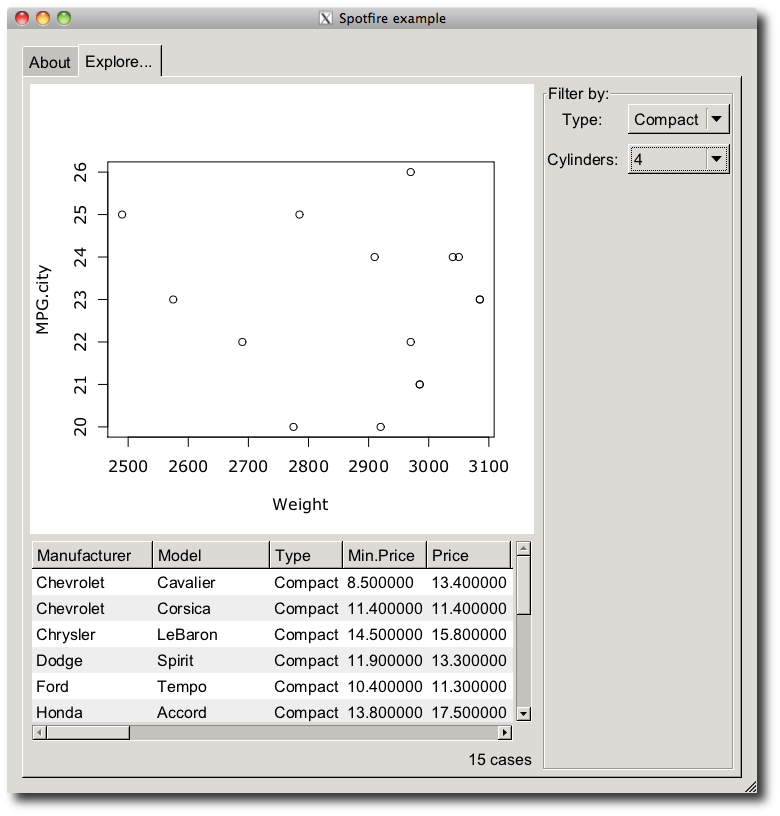 Spotfire example
About Explore...
Filter by:
Type: Compact
Cylinders: 4
26
25
24
23
22
21
20
MPG.city
2500 2600 2700 2800 2900 3000 3100
Weight
Manufacturer Model Type Min.Price Price
Chevrolet Cavalier Compact 8.500000 13.400000
Chevrolet Corsica Compact 11.400000 11.400000
Chrysler LeBaron Compact 14.500000 15.800000
Dodge Spirit Compact 11.900000 13.300000
Ford Tempo Compact 10.400000 11.300000
Honda Accord Compact 13.800000 17.500000
15 cases